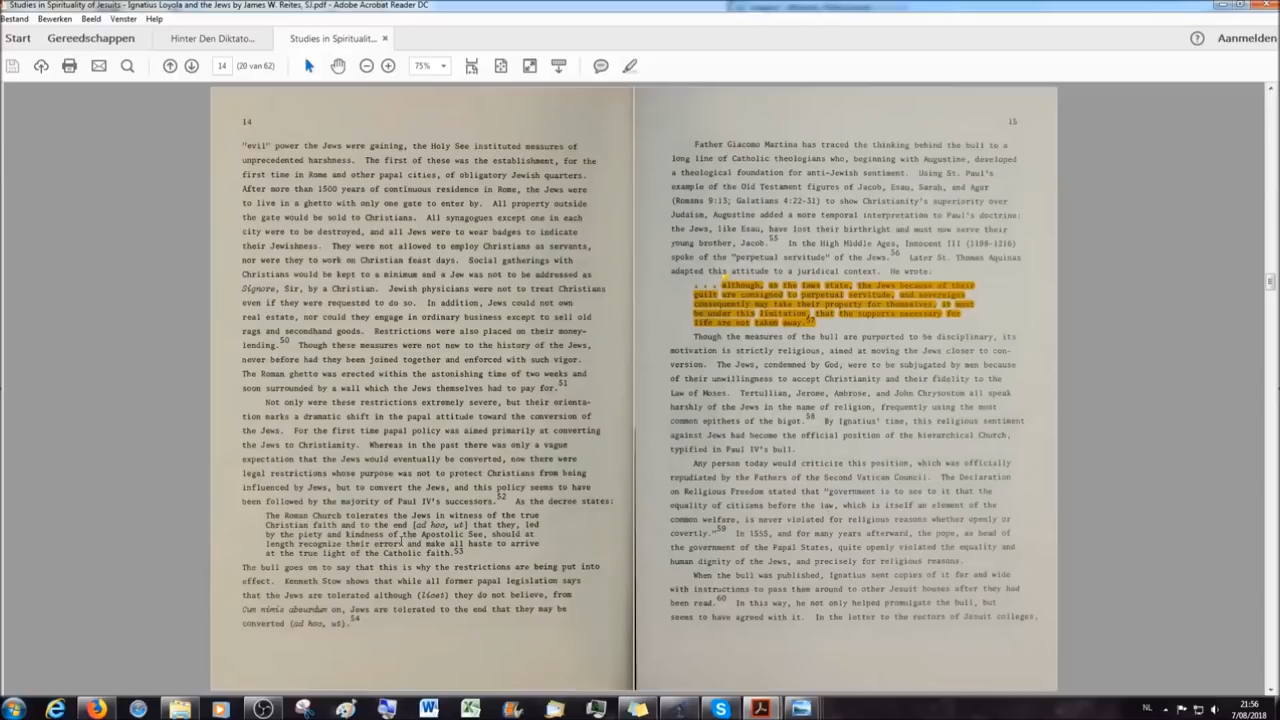 Studies in Spirituality of Jesuits - Ignatius Loyola and the Jews by James W. Reites, SJ.pdf - Adobe Acrobat Reader DC
Bestand Bewerken Beeld Venster Help
Start Gereedschappen Hinter Den Diktato... Studies in Spiritualit... × Aanmelden
14 (20 van 62) 75%
14
"evil" power the Jews were gaining, the Holy See instituted measures of
unprecedented harshness. The first of these was the establishment, for the
first time in Rome and other papal cities, of obligatory Jewish quarters.
After more than 1500 years of continuous residence in Rome, the Jews were
to live in a ghetto with only one gate to enter by. All property outside
the gate would be sold to Christians. All synagogues except one in each
city were to be destroyed, and all Jews were to wear badges to indicate
their Jewishness. They were not allowed to employ Christians as servants,
nor were they to work on Christian feast days. Social gatherings with
Christians would be kept to a minimum and a Jew was not to be addressed as
Signore, Sir, by a Christian. Jewish physicians were not to treat Christians
even if they were requested to do so. In addition, Jews could not own
real estate, nor could they engage in ordinary business except to sell old
rags and secondhand goods. Restrictions were also placed on their money-
lending.50 Though these measures were not new to the history of the Jews,
never before had they been joined together and enforced with such vigor.
The Roman ghetto was erected within the astonishing time of two weeks and
soon surrounded by a wall which the Jews themselves had to pay for.51
Not only were these restrictions extremely severe, but their orienta-
tion marks a dramatic shift in the papal attitude toward the conversion of
the Jews. For the first time papal policy was aimed primarily at converting
the Jews to Christianity. Whereas in the past there was only a vague
expectation that the Jews would eventually be converted, now there were
legal restrictions whose purpose was not to protect Christians from being
influenced by Jews, but to convert the Jews, and this policy seems to have
been followed by the majority of Paul IV's successors.52 As the decree states:
The Roman Church tolerates the Jews in witness of the true
Christian faith and to the end [ad hoc, ut] that they, led
by the piety and kindness of the Apostolic See, should at
length recognize their errors and make all haste to arrive
at the true light of the Catholic faith.53
The bull goes on to say that this is why the restrictions are being put into
effect. Kenneth Stow shows that while all former papal legislation says
that the Jews are tolerated although (licet) they do not believe, from
Cum nimis absurdum on, Jews are tolerated to the end that they may be
converted (ad hoc, ut).54
15
Father Giacomo Martina has traced the thinking behind the bull to a
long line of Catholic theologians who, beginning with Augustine, developed
a theological foundation for anti-Jewish sentiment. Using St. Paul's
example of the Old Testament figures of Jacob, Esau, Sarah, and Agar
(Romans 9:13; Galatians 4:22-31) to show Christianity's superiority over
Judaism, Augustine added a more temporal interpretation to Paul's doctrine:
the Jews, like Esau, have lost their birthright and must now serve their
young brother, Jacob.55 In the High Middle Ages, Innocent III (1198-1216)
spoke of the "perpetual servitude" of the Jews.56 Later St. Thomas Aquinas
adapted this attitude to a juridical context. He wrote:
. . . although, as the laws state, the Jews because of their
guilt are consigned to perpetual servitude, and sovereigns
consequently may take their property for themselves, it must
be under this limitation, that the supports necessary for
life are not taken away.57
Though the measures of the bull are purported to be disciplinary, its
motivation is strictly religious, aimed at moving the Jews closer to con-
version. The Jews, condemned by God, were to be subjugated by men because
of their unwillingness to accept Christianity and their fidelity to the
Law of Moses. Tertullian, Jerome, Ambrose, and John Chrysostom all speak
harshly of the Jews in the name of religion, frequently using the most
common epithets of the bigot.58 By Ignatius' time, this religious sentiment
against Jews had become the official position of the hierarchical Church,
typified in Paul IV's bull.
Any person today would criticize this position, which was officially
repudiated by the Fathers of the Second Vatican Council. The Declaration
on Religious Freedom stated that "government is to see to it that the
equality of citizens before the law, which is itself an element of the
common welfare, is never violated for religious reasons whether openly or
covertly."59 In 1555, and for many years afterward, the pope, as head of
the government of the Papal States, quite openly violated the equality and
human dignity of the Jews, and precisely for religious reasons.
When the bull was published, Ignatius sent copies of it far and wide
with instructions to pass them around to other Jesuit houses after they had
been read.60 In this way, he not only helped promulgate the bull, but
seems to have agreed with it. In the letter to the rectors of Jesuit colleges,
NL 21:56
7/08/2018